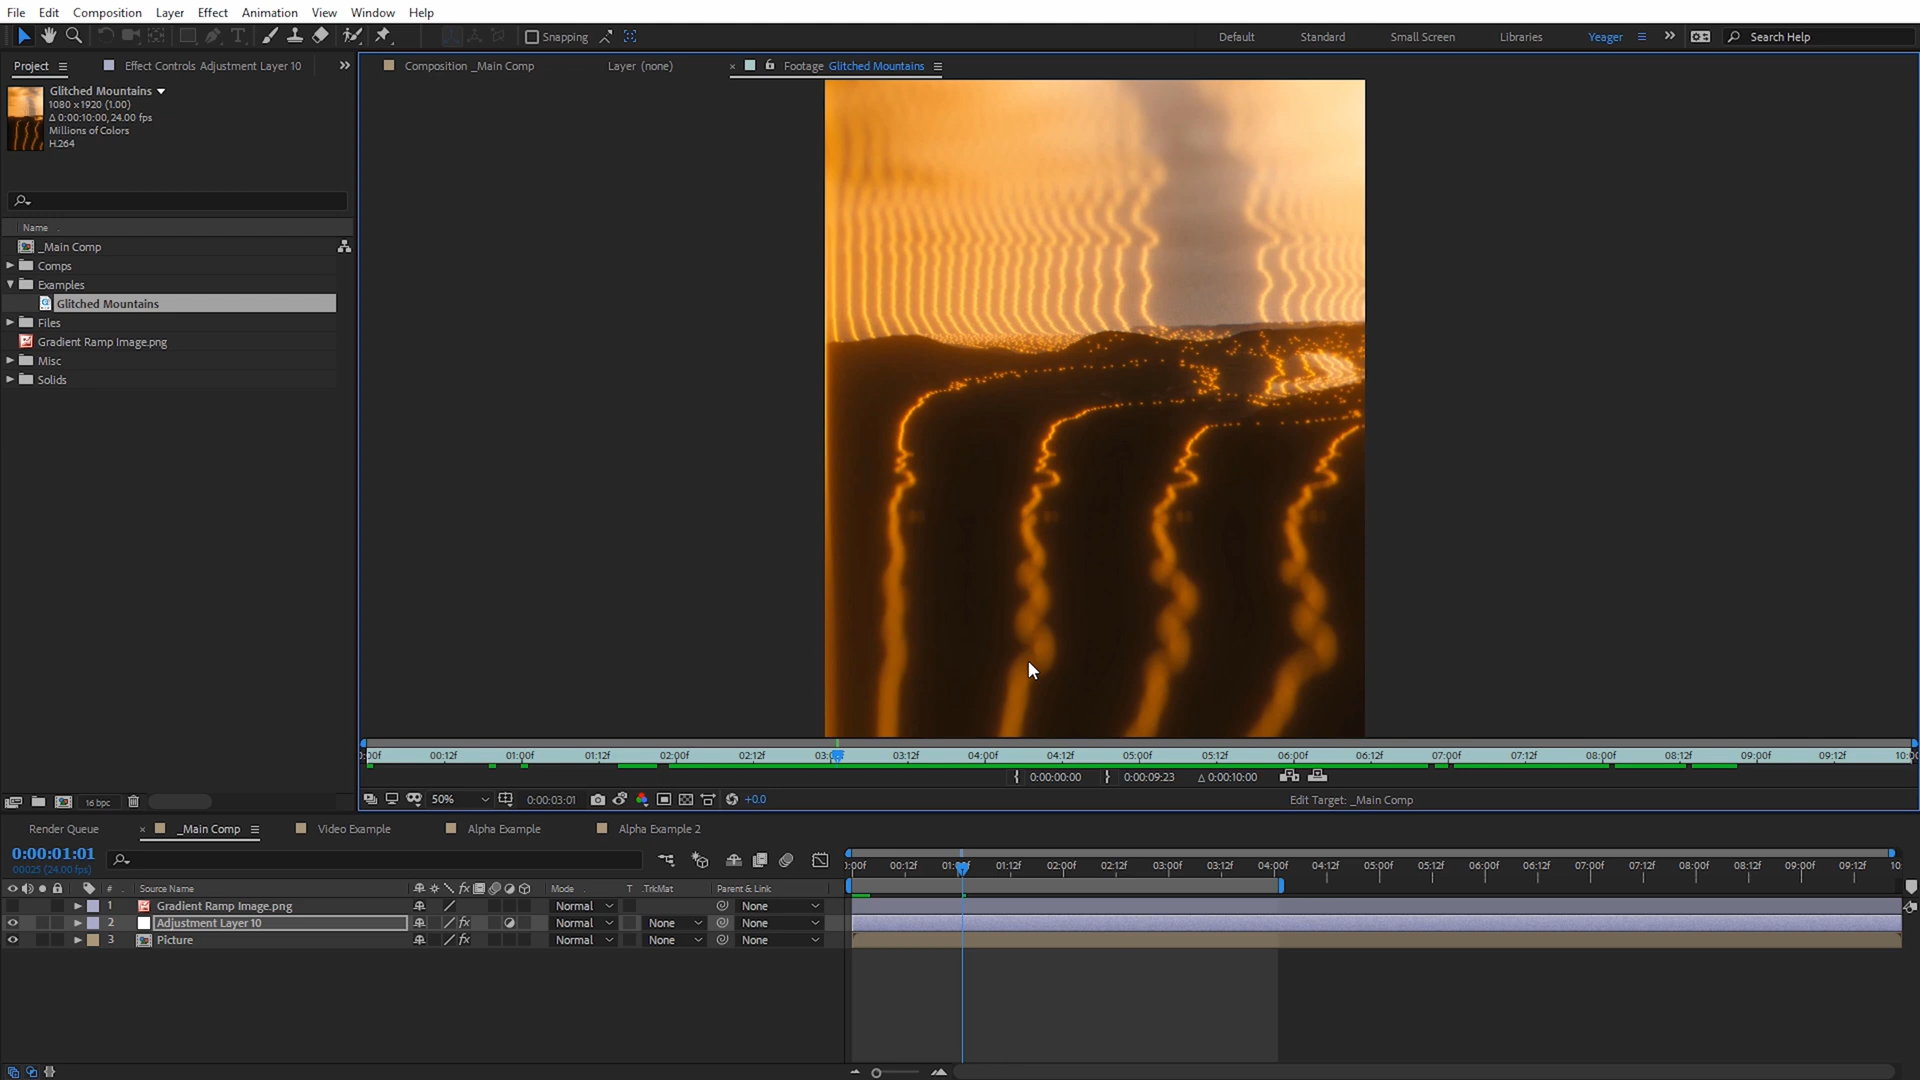 File Edit Composition Layer Effect Animation View Window Help
Snapping Default Standard Small Screen Libraries Yeager Search Help
Project Effect Controls Adjustment Layer 10 Composition _Main Comp Layer (none) Footage Glitched Mountains
Glitched Mountains
1080 x 1920 (1.00)
Δ 0:00:10:00, 24.00 fps)
Millions of Colors
H.264
Name
_Main Comp
Comps
Examples
Glitched Mountains
Files
Gradient Ramp Image.png
Misc
Solids
00f 00:12f 01:00f 01:12f 02:00f 02:12f 03:12f 04:00f 04:12f 05:00f 05:12f 06:00f 06:12f 07:00f 07:12f 08:00f 08:12f 09:00f 09:12f 10:00
0:00:00:00 0:00:09:23 Δ 0:00:10:00
16 bpc 50% 0:00:03:01 +0.0 Edit Target: _Main Comp
Render Queue _Main Comp Video Example Alpha Example Alpha Example 2
0:00:01:01
00025 (24.00 fps)
:00f 00:12f 01:12f 02:00f 02:12f 03:00f 03:12f 04:00f 04:12f 05:00f 05:12f 06:00f 06:12f 07:00f 07:12f 08:00f 08:12f 09:00f 09:12f 10
# Source Name fx Mode T .TrkMat Parent & Link
1 Gradient Ramp Image.png Normal None
2 Adjustment Layer 10 fx Normal None None
3 Picture fx Normal None None